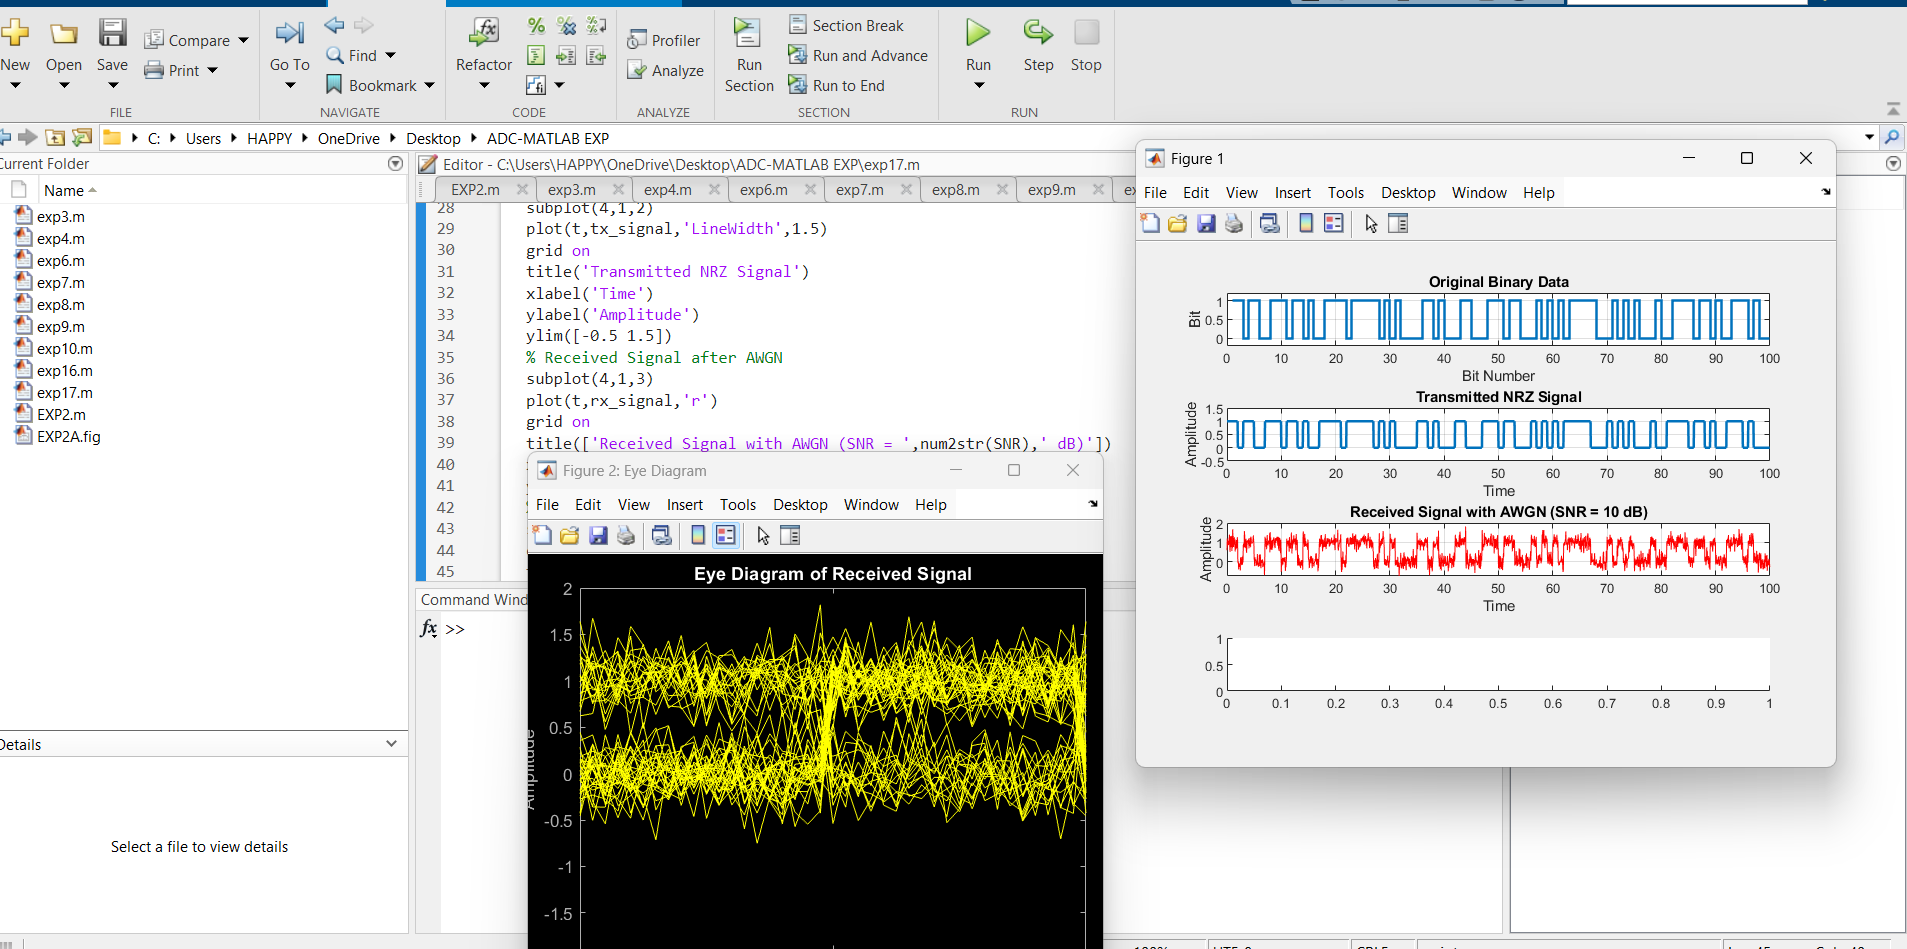 New
Open
Save
Compare
Print
FILE
Go To
Find
Bookmark
NAVIGATE
Refactor
CODE
Profiler
Analyze
ANALYZE
Run Section
Section Break
Run and Advance
Run to End
SECTION
Run
Step
Stop
RUN
C:
Users
HAPPY
OneDrive
Desktop
ADC-MATLAB EXP
Current Folder
Name
exp3.m
exp4.m
exp6.m
exp7.m
exp8.m
exp9.m
exp10.m
exp16.m
exp17.m
EXP2.m
EXP2A.fig
Details
Select a file to view details
Editor - C:\Users\HAPPY\OneDrive\Desktop\ADC-MATLAB EXP\exp17.m
EXP2.m exp3.m exp4.m exp6.m exp7.m exp8.m exp9.m
28 subplot(4,1,2)
29 plot(t,tx_signal,'LineWidth',1.5)
30 grid on
31 title('Transmitted NRZ Signal')
32 xlabel('Time')
33 ylabel('Amplitude')
34 ylim([-0.5 1.5])
35 % Received Signal after AWGN
36 subplot(4,1,3)
37 plot(t,rx_signal,'r')
38 grid on
39 title(['Received Signal with AWGN (SNR = ',num2str(SNR),' dB)'])
40
41
42
43
44
45
Command Wind
fx >>
Figure 2: Eye Diagram
File Edit View Insert Tools Desktop Window Help
Eye Diagram of Received Signal
Amplitude
2
1.5
1
0.5
0
-0.5
-1
-1.5
Figure 1
File Edit View Insert Tools Desktop Window Help
Original Binary Data
Bit
1
0.5
0
0 10 20 30 40 50 60 70 80 90 100
Bit Number
Transmitted NRZ Signal
Amplitude
1.5
1
0.5
0
-0.5
0 10 20 30 40 50 60 70 80 90 100
Time
Received Signal with AWGN (SNR = 10 dB)
Amplitude
2
1
0
0 10 20 30 40 50 60 70 80 90 100
Time
1
0.5
0
0 0.1 0.2 0.3 0.4 0.5 0.6 0.7 0.8 0.9 1